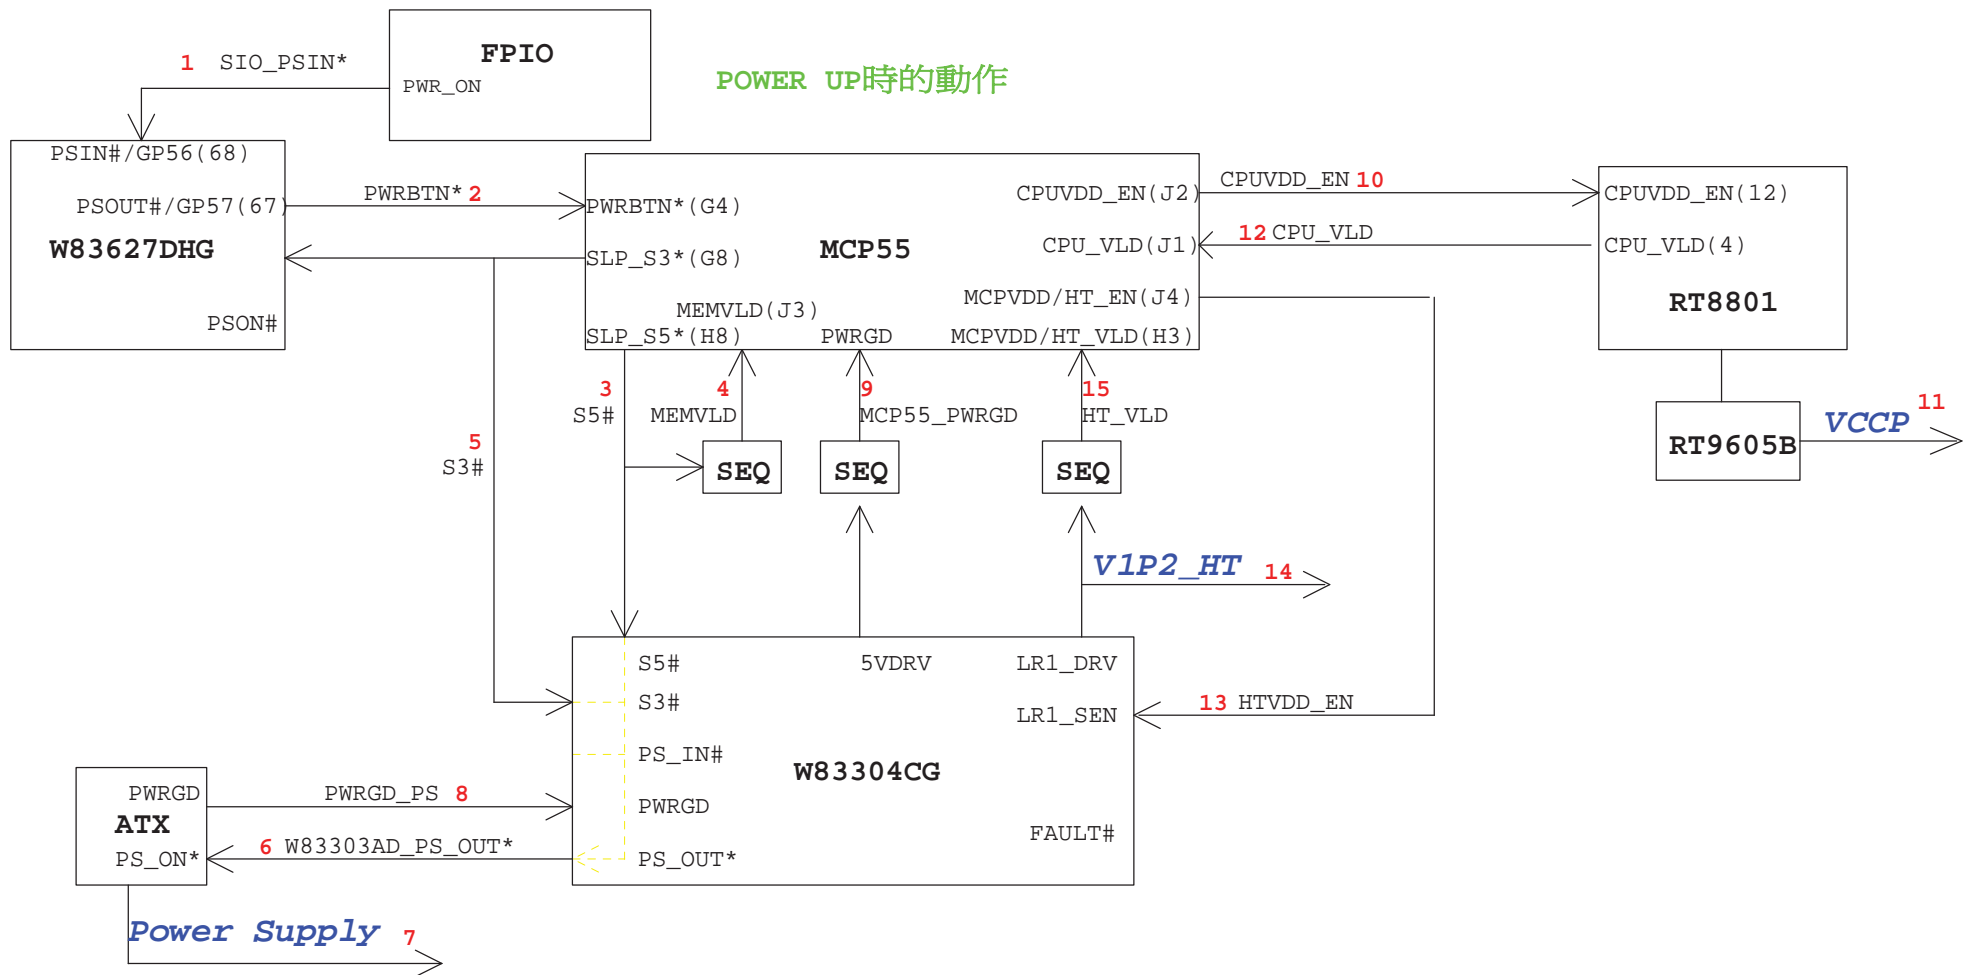 FPIO
1 SIO_PSIN*
PWR_ON
POWER UP時的動作
PSIN#/GP56(68)
PSOUT#/GP57(67)
W83627DHG
PSON#
PWRBTN* 2
PWRBTN*(G4)
SLP_S3*(G8)
MCP55
MEMVLD(J3)
SLP_S5*(H8)
PWRGD
CPUVDD_EN(J2)
CPU_VLD(J1)
MCPVDD/HT_EN(J4)
MCPVDD/HT_VLD(H3)
CPUVDD_EN 10
12 CPU_VLD
CPUVDD_EN(12)
CPU_VLD(4)
RT8801
RT9605B
VCCP 11
3
S5#
4
MEMVLD
9
MCP55_PWRGD
15
HT_VLD
5
S3#
SEQ
SEQ
SEQ
V1P2_HT 14
S5#
5VDRV
LR1_DRV
S3#
LR1_SEN
13 HTVDD_EN
PS_IN#
W83304CG
PWRGD
FAULT#
PS_OUT*
PWRGD
ATX
PS_ON*
PWRGD_PS 8
6 W83303AD_PS_OUT*
Power Supply 7